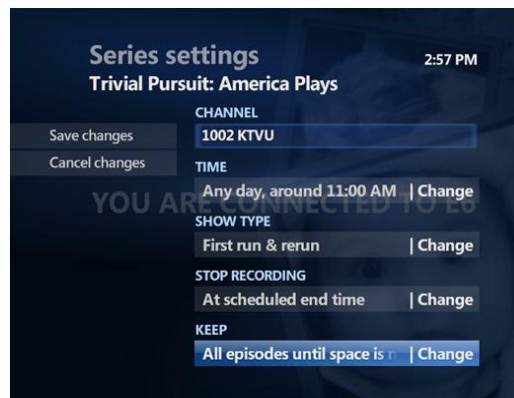 Series settings
2:57 PM
Trivial Pursuit: America Plays
CHANNEL
Save changes
1002 KTVU
Cancel changes
TIME
Any day, around 11:00 AM | Change
YOU ARE CONNECTED TO
SHOW TYPE
First run & rerun | Change
STOP RECORDING
At scheduled end time | Change
KEEP
All episodes until space is | Change